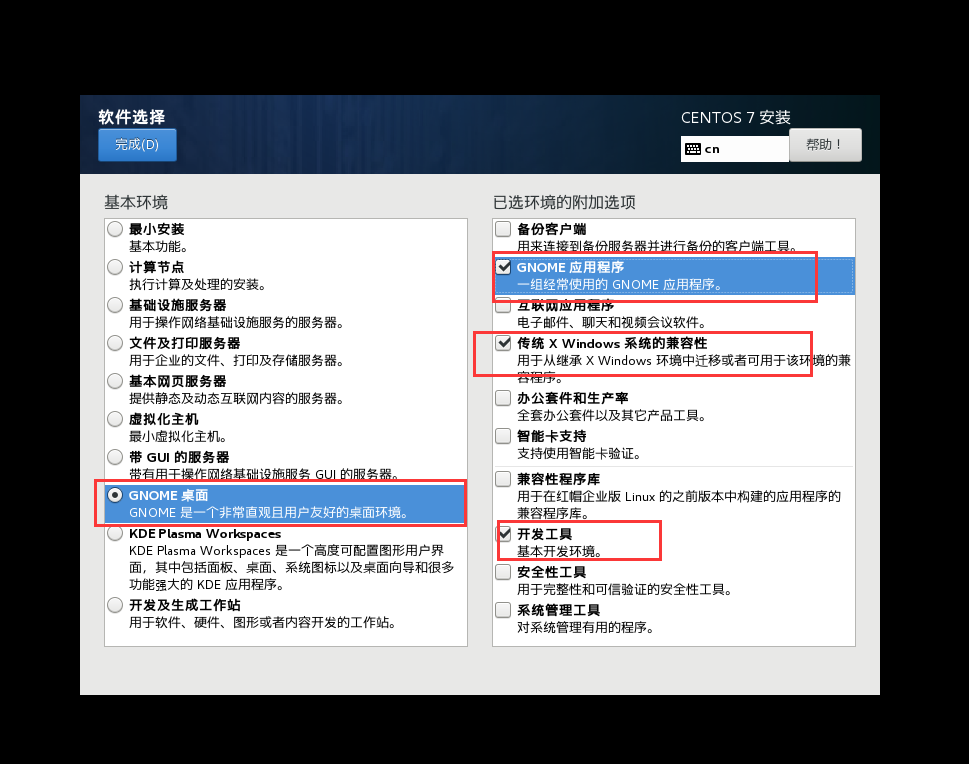 软件选择
完成(D)
CENTOS 7 安装
cn
帮助！
基本环境
最小安装
基本功能。
计算节点
执行计算及处理的安装。
基础设施服务器
用于操作网络基础设施服务的服务器。
文件及打印服务器
用于企业的文件、打印及存储服务器。
基本网页服务器
提供静态及动态互联网内容的服务器。
虚拟化主机
最小虚拟化主机。
带 GUI 的服务器
带有用于操作网络基础设施服务 GUI 的服务器。
GNOME 桌面
GNOME 是一个非常直观且用户友好的桌面环境。
KDE Plasma Workspaces
KDE Plasma Workspaces 是一个高度可配置图形用户界
面，其中包括面板、桌面、系统图标以及桌面向导和很多
功能强大的 KDE 应用程序。
开发及生成工作站
用于软件、硬件、图形或者内容开发的工作站。
已选环境的附加选项
备份客户端
用来连接到备份服务器并进行备份的客户端工具。
GNOME 应用程序
一组经常使用的 GNOME 应用程序。
互联网应用程序
电子邮件、聊天和视频会议软件。
传统 X Windows 系统的兼容性
用于从继承 X Windows 环境中迁移或者可用于该环境的兼
容程序。
办公套件和生产率
全套办公套件以及其它产品工具。
智能卡支持
支持使用智能卡验证。
兼容性程序库
用于在红帽企业版 Linux 的之前版本中构建的应用程序的
兼容程序库。
开发工具
基本开发环境。
安全性工具
用于完整性和可信验证的安全性工具。
系统管理工具
对系统管理有用的程序。